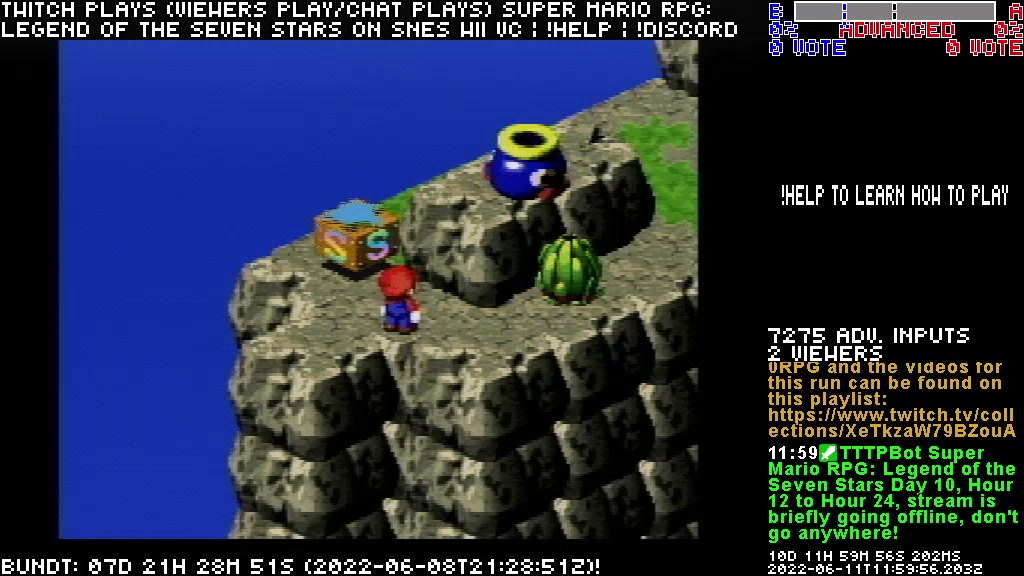 TWITCH PLAYS (VIEWERS PLAY/CHAT PLAYS) SUPER MARIO RPG:
LEGEND OF THE SEVEN STARS ON SNES WII VC ¦ !HELP ¦ !DISCORD
B A
0% ADVANCED 0%
0 VOTE 0 VOTE
!HELP TO LEARN HOW TO PLAY
S S
7275 ADV. INPUTS
2 VIEWERS
0RPG and the videos for
this run can be found on
this playlist:
https://www.twitch.tv/coll
ections/XeTkzaW79BZouA
11:59 TTTPBot Super
Mario RPG: Legend of the
Seven Stars Day 10, Hour
12 to Hour 24, stream is
briefly going offline, don't
go anywhere!
10D 11H 59M 56S 202MS
2022-06-11T11:59:56.203Z
BUNDT: 07D 21H 28M 51S (2022-06-08T21:28:51Z)!